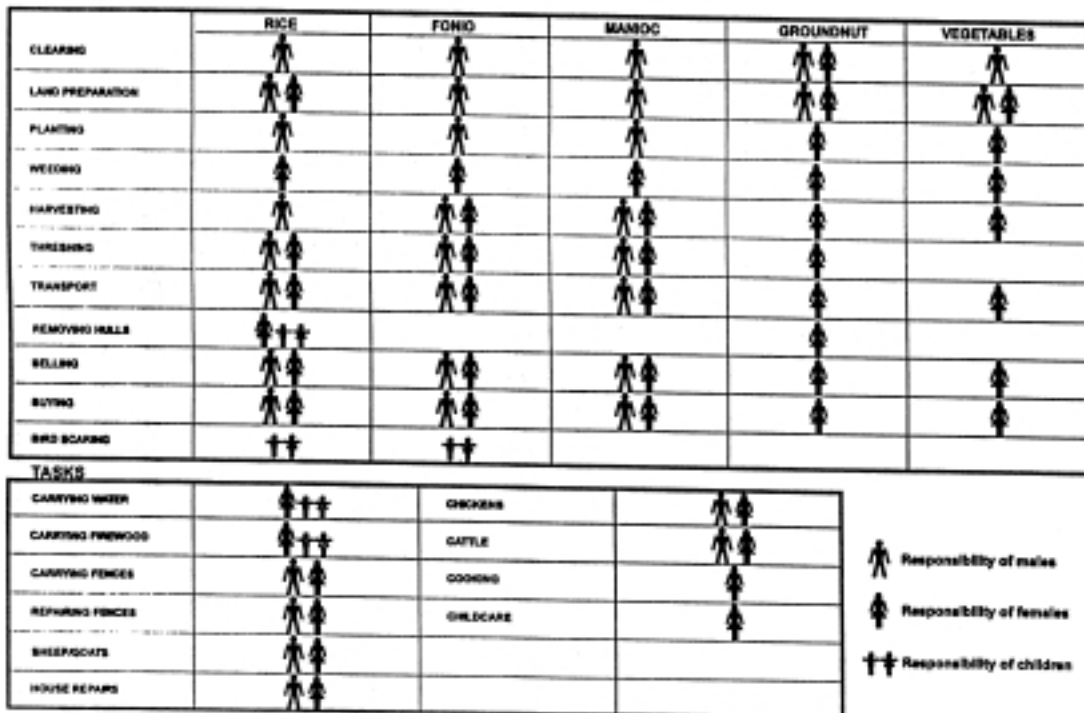 RICE FONIO MANIOC GROUNDNUT VEGETABLES
CLEARING
LAND PREPARATION
PLANTING
WEEDING
HARVESTING
THRESHING
TRANSPORT
REMOVING HULLS
SELLING
BUYING
BIRD SCARING
TASKS
CARRYING WATER CHICKENS
CARRYING FIREWOOD CATTLE
CARRYING FENCES COOKING
REPAIRING FENCES CHILDCARE
SHEEP/GOATS
HOUSE REPAIRS
Responsibility of males
Responsibility of females
Responsibility of children